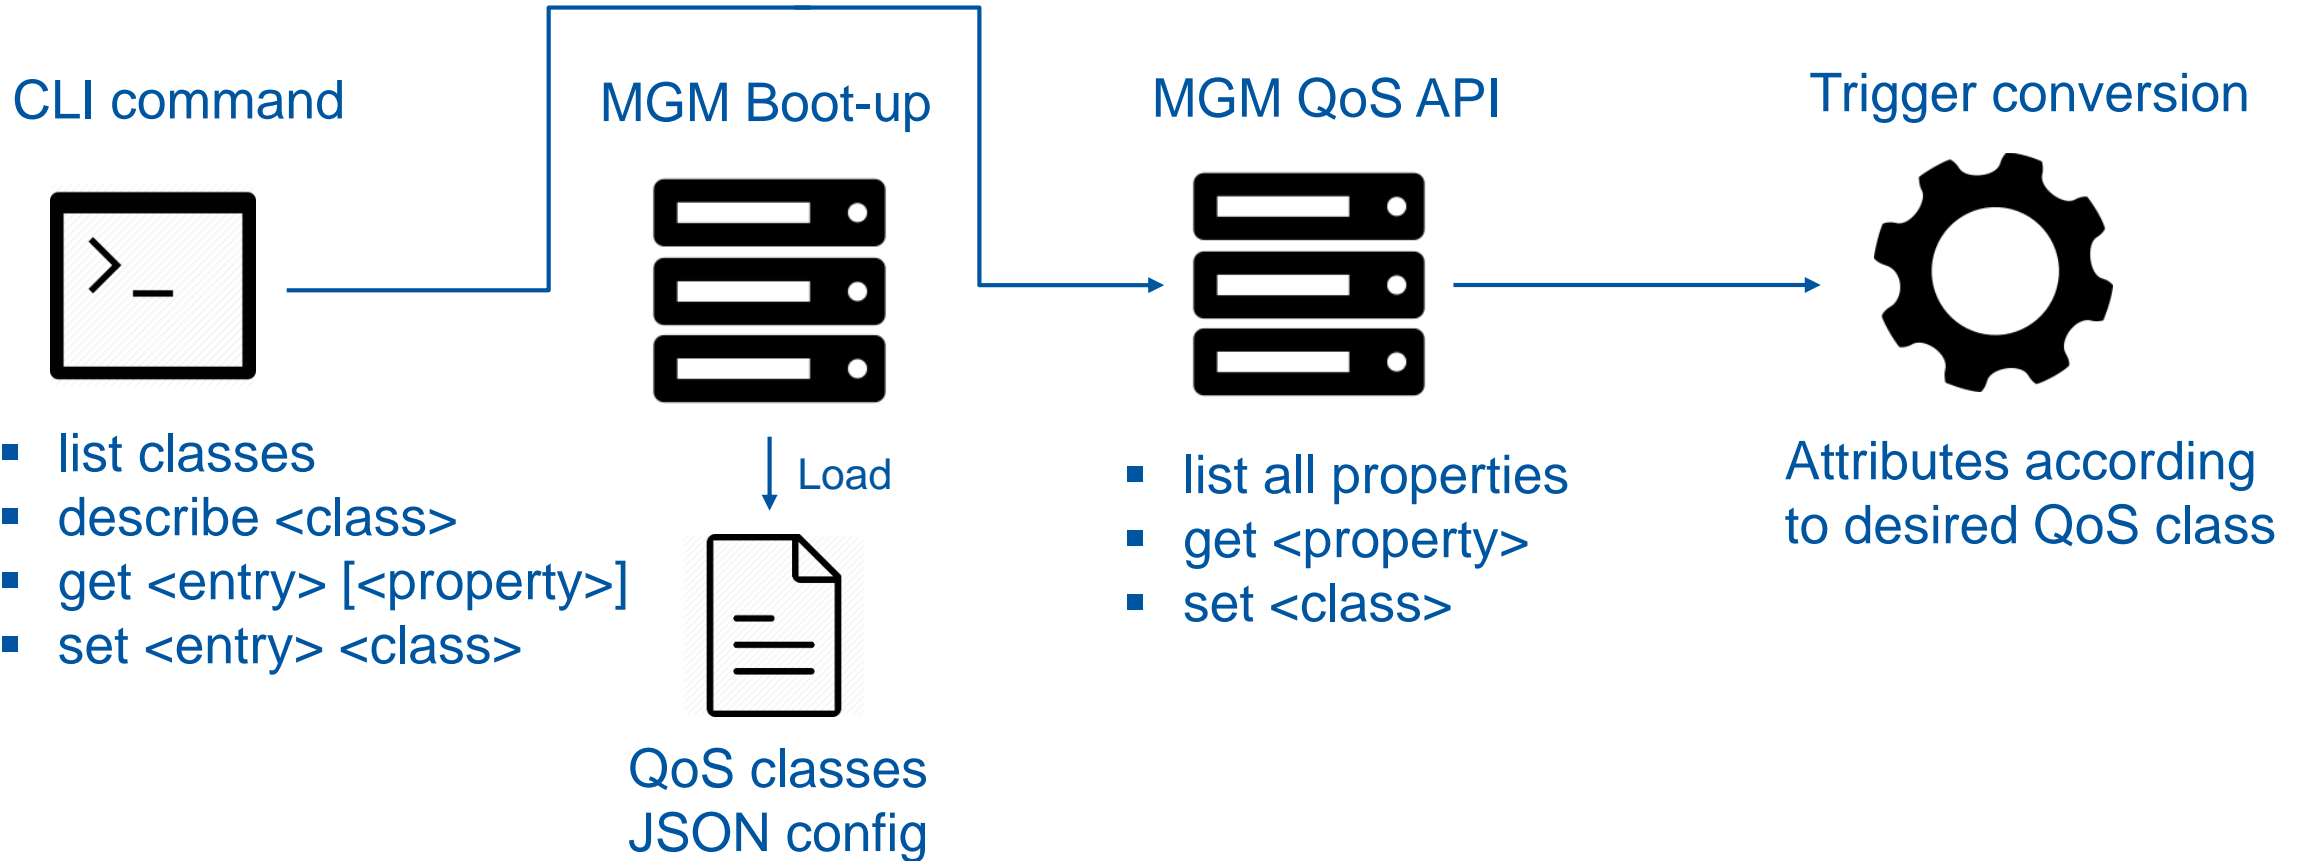 CLI command
>_
list classes
describe <class>
get <entry> [<property>]
set <entry> <class>
MGM Boot-up
Load
QoS classes
JSON config
MGM QoS API
list all properties
get <property>
set <class>
Trigger conversion
Attributes according
to desired QoS class